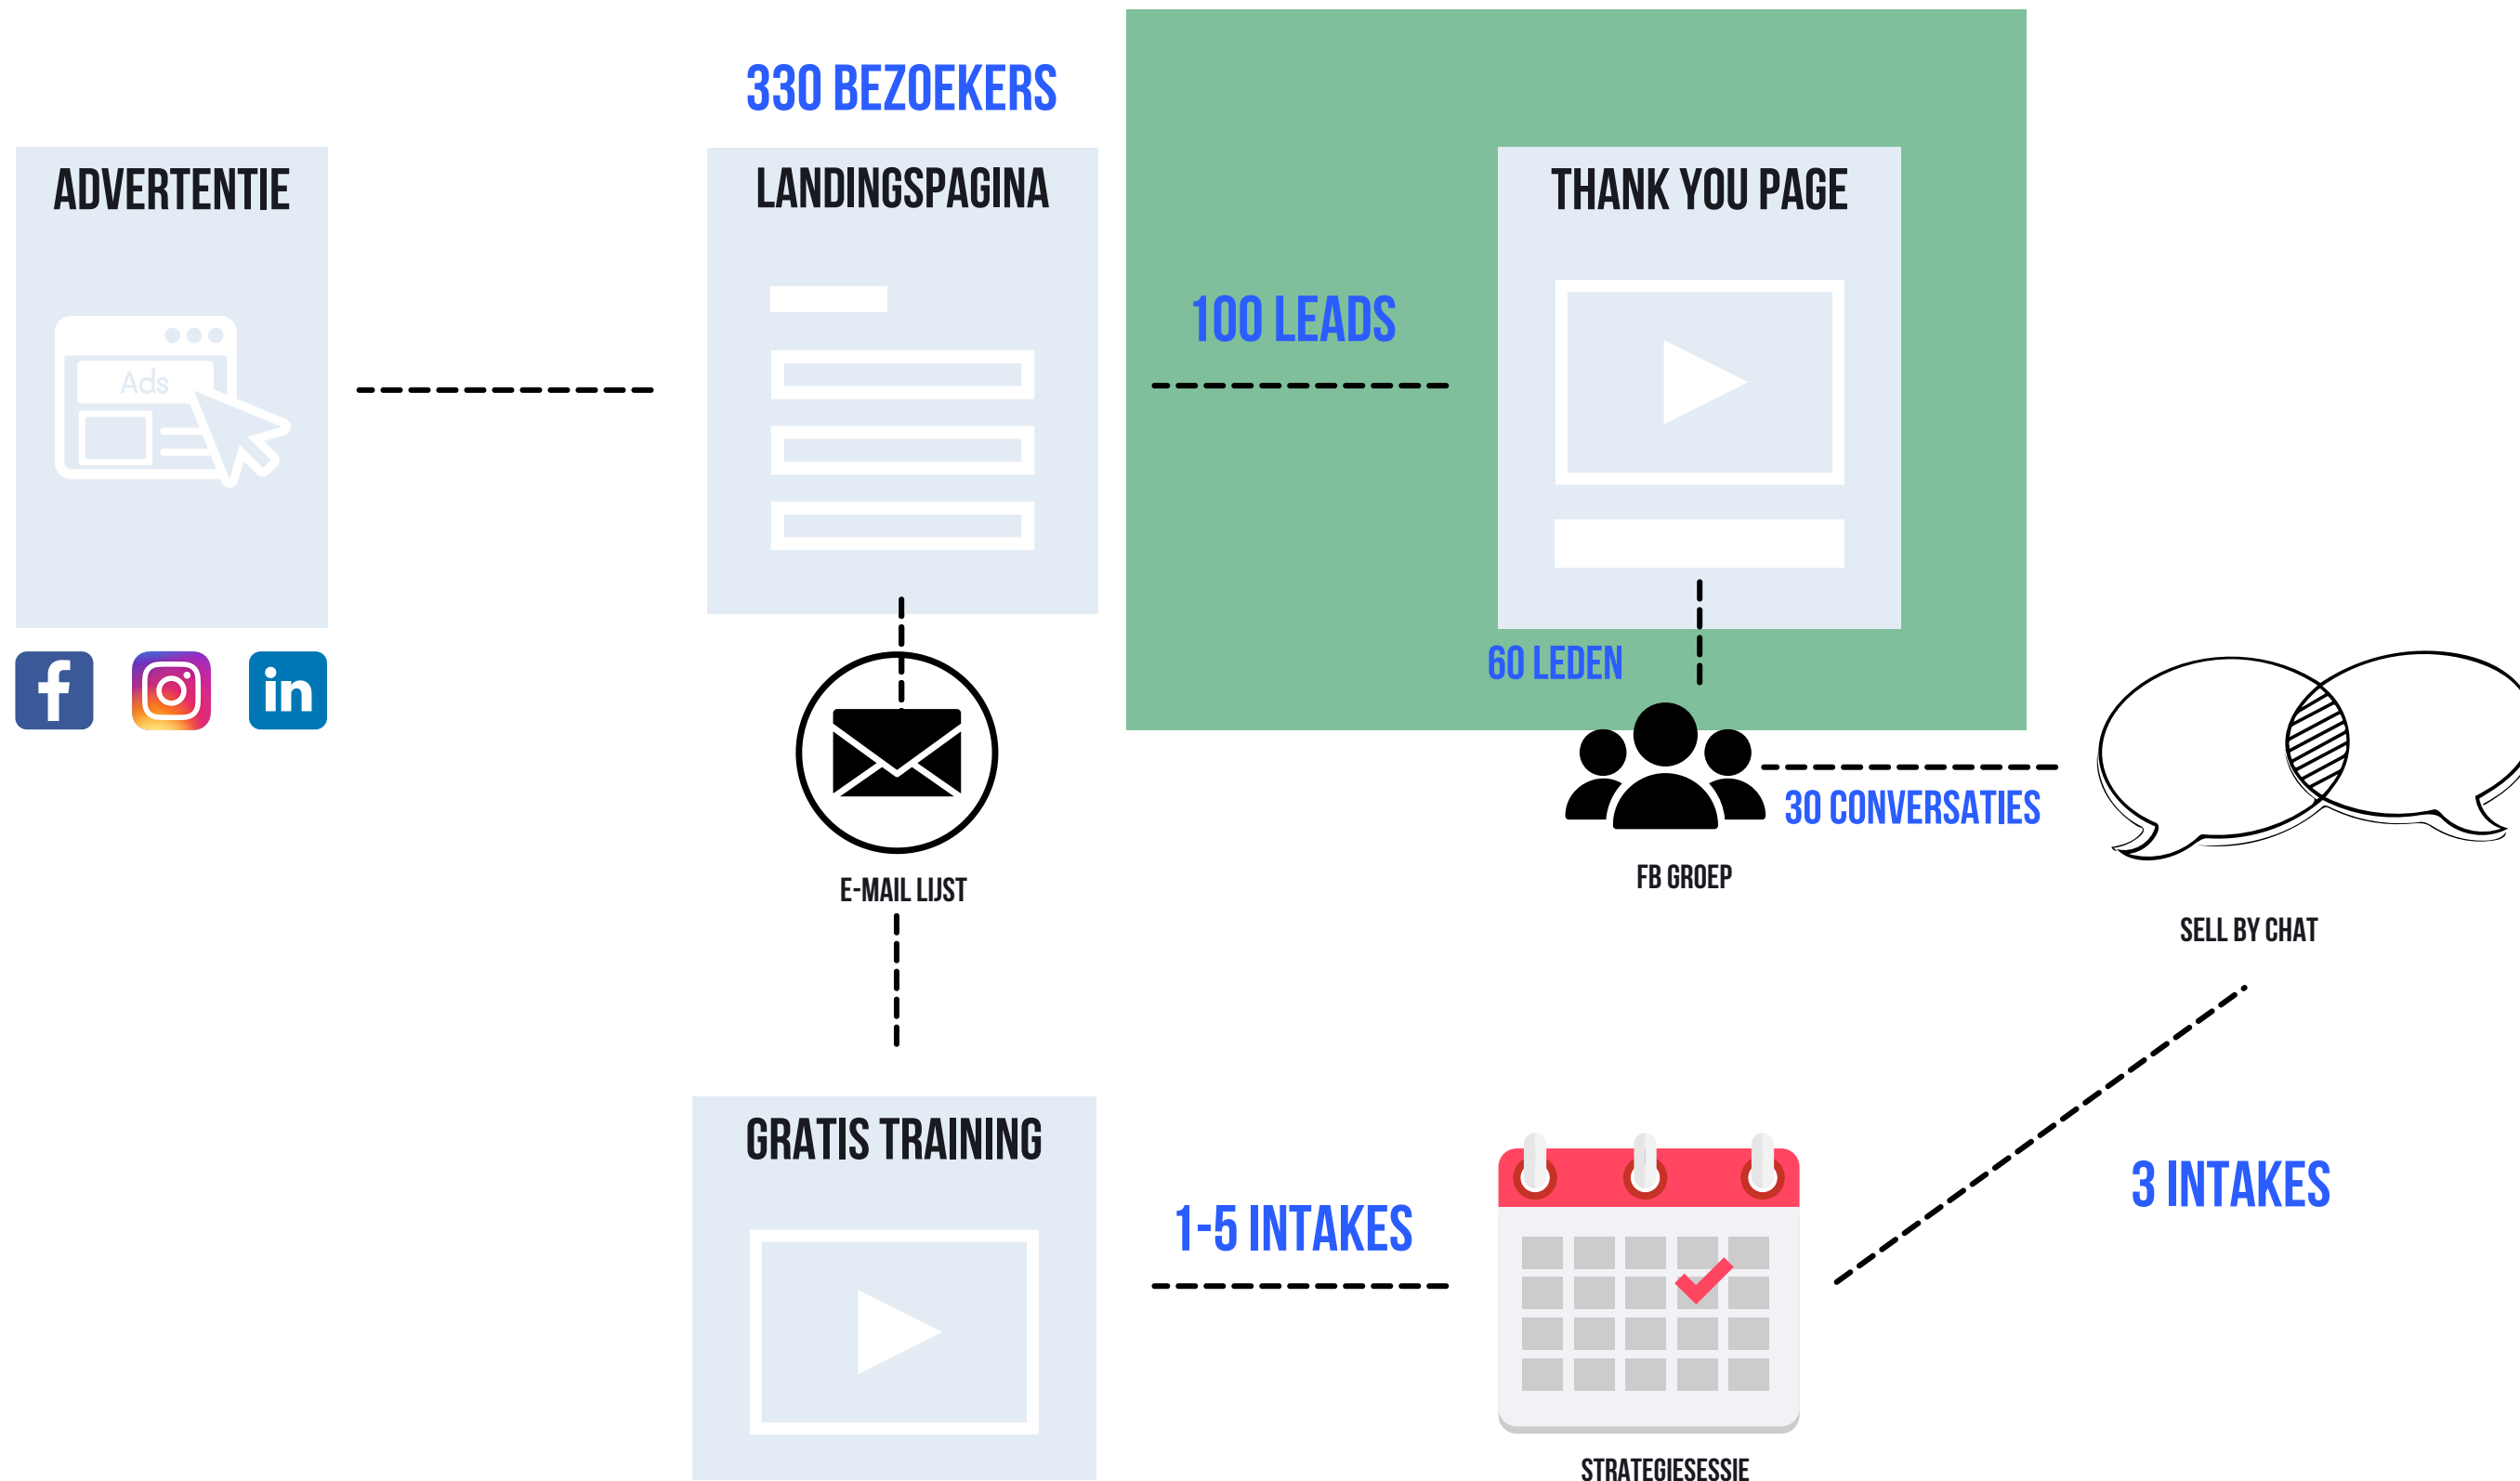 330 BEZOEKERS
ADVERTENTIE
LANDINGSPAGINA
THANK YOU PAGE
100 LEADS
Ads
60 LEDEN
in
30 CONVERSATIES
E-MAIL LIJST
FB GROEP
SELL BY CHAT
GRATIS TRAINING
1-5 INTAKES
3 INTAKES
STRATEGIESESSIE